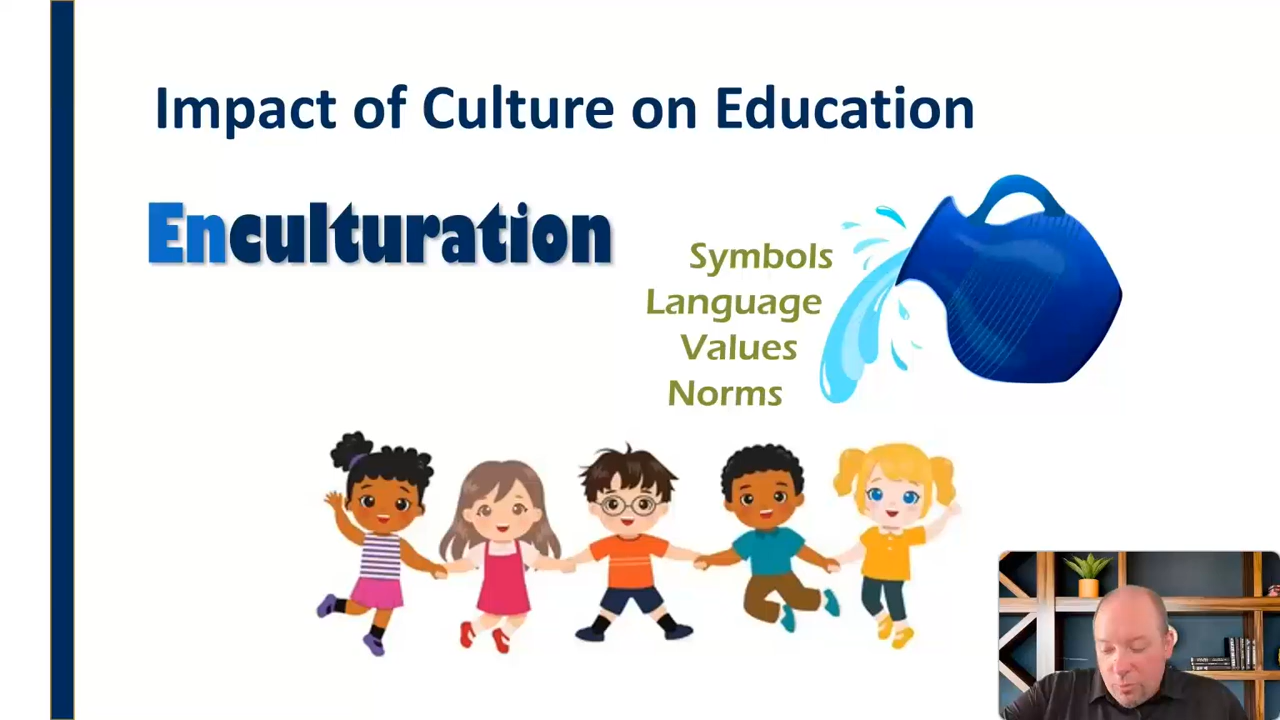 Impact of Culture on Education
Enculturation
Symbols
Language
Values
Norms